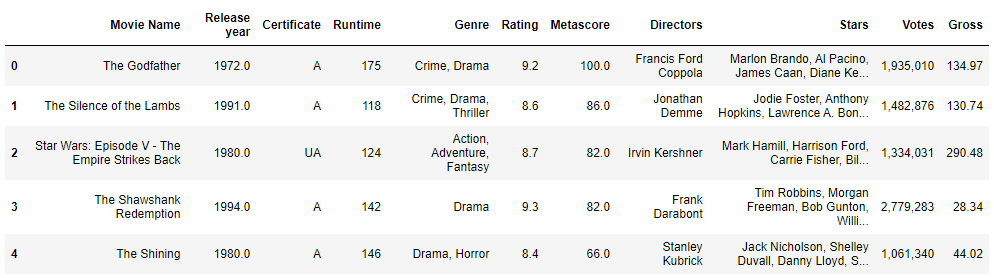 Movie Name Release year Certificate Runtime Genre Rating Metascore Directors Stars Votes Gross
0 The Godfather 1972.0 A 175 Crime, Drama 9.2 100.0 Francis Ford Coppola Marlon Brando, Al Pacino, James Caan, Diane Ke... 1,935,010 134.97
1 The Silence of the Lambs 1991.0 A 118 Crime, Drama, Thriller 8.6 86.0 Jonathan Demme Jodie Foster, Anthony Hopkins, Lawrence A. Bon... 1,482,876 130.74
2 Star Wars: Episode V - The Empire Strikes Back 1980.0 UA 124 Action, Adventure, Fantasy 8.7 82.0 Irvin Kershner Mark Hamill, Harrison Ford, Carrie Fisher, Bil... 1,334,031 290.48
3 The Shawshank Redemption 1994.0 A 142 Drama 9.3 82.0 Frank Darabont Tim Robbins, Morgan Freeman, Bob Gunton, Willi... 2,779,283 28.34
4 The Shining 1980.0 A 146 Drama, Horror 8.4 66.0 Stanley Kubrick Jack Nicholson, Shelley Duvall, Danny Lloyd, S... 1,061,340 44.02